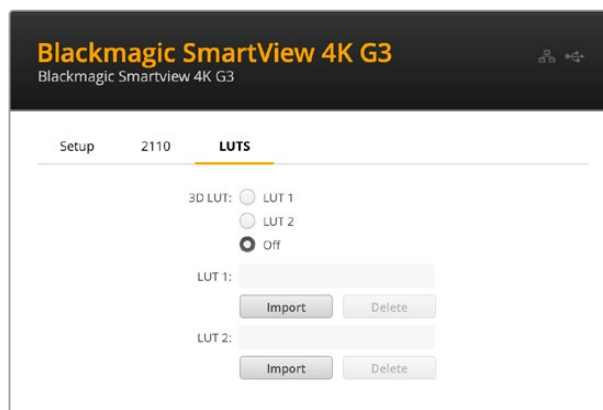 Blackmagic SmartView 4K G3
Blackmagic Smartview 4K G3
Setup 2110 LUTS
3D LUT: LUT 1
LUT 2
Off
LUT 1:
Import Delete
LUT 2:
Import Delete